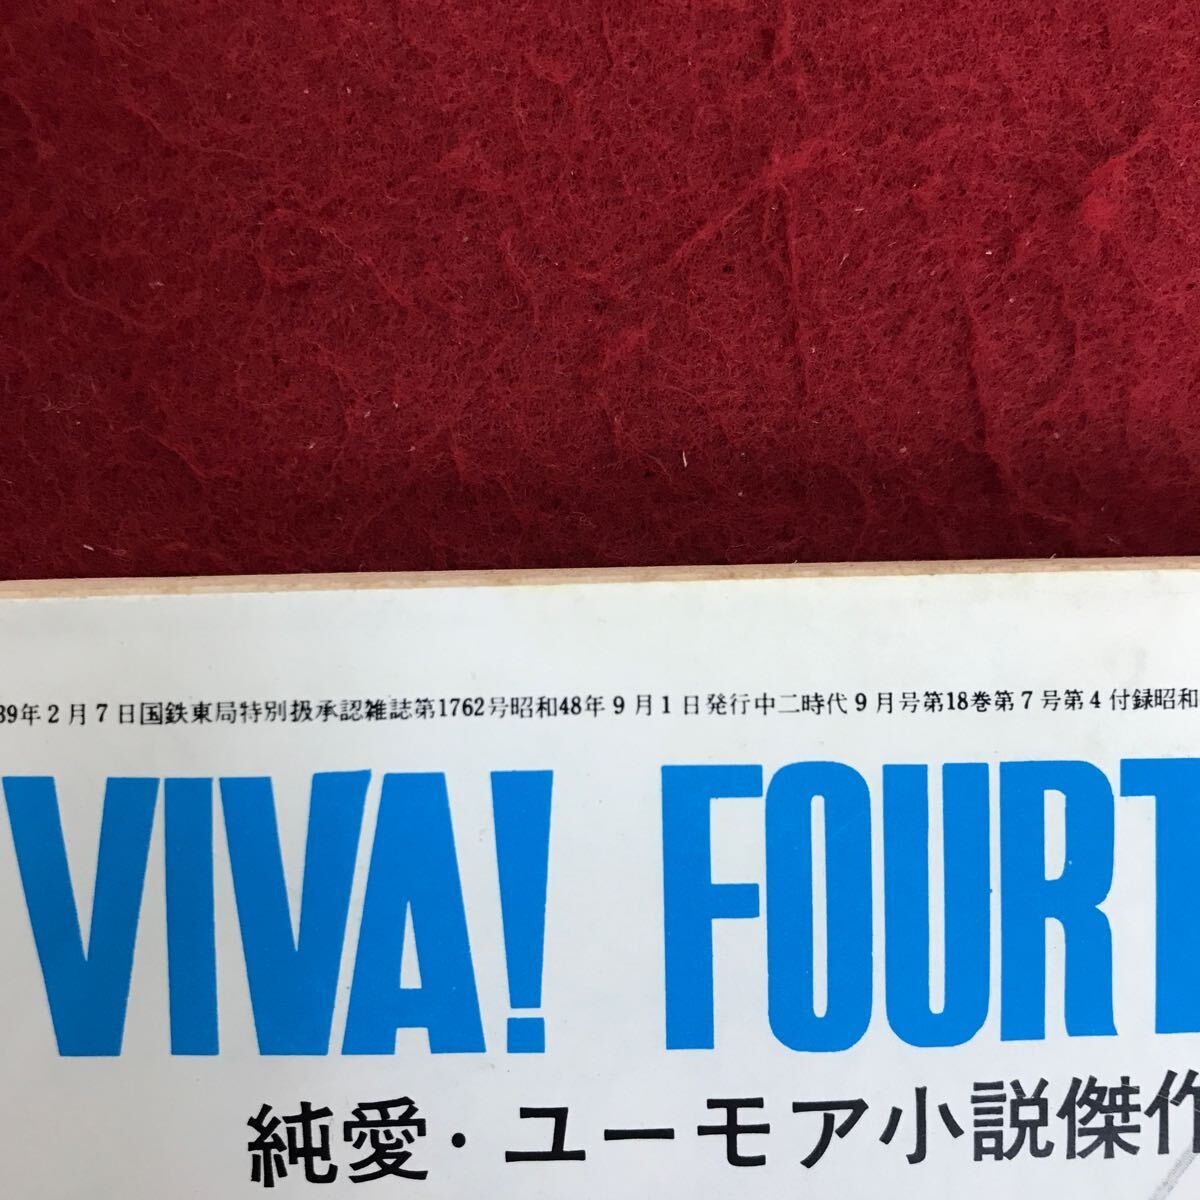 39年2月7日国鉄東局特別扱承認雑誌第1762号昭和48年9月1日発行中二時代9月号第18巻第7号第4付録昭和
VIVA! FOURT
純愛・ユーモア小説傑作